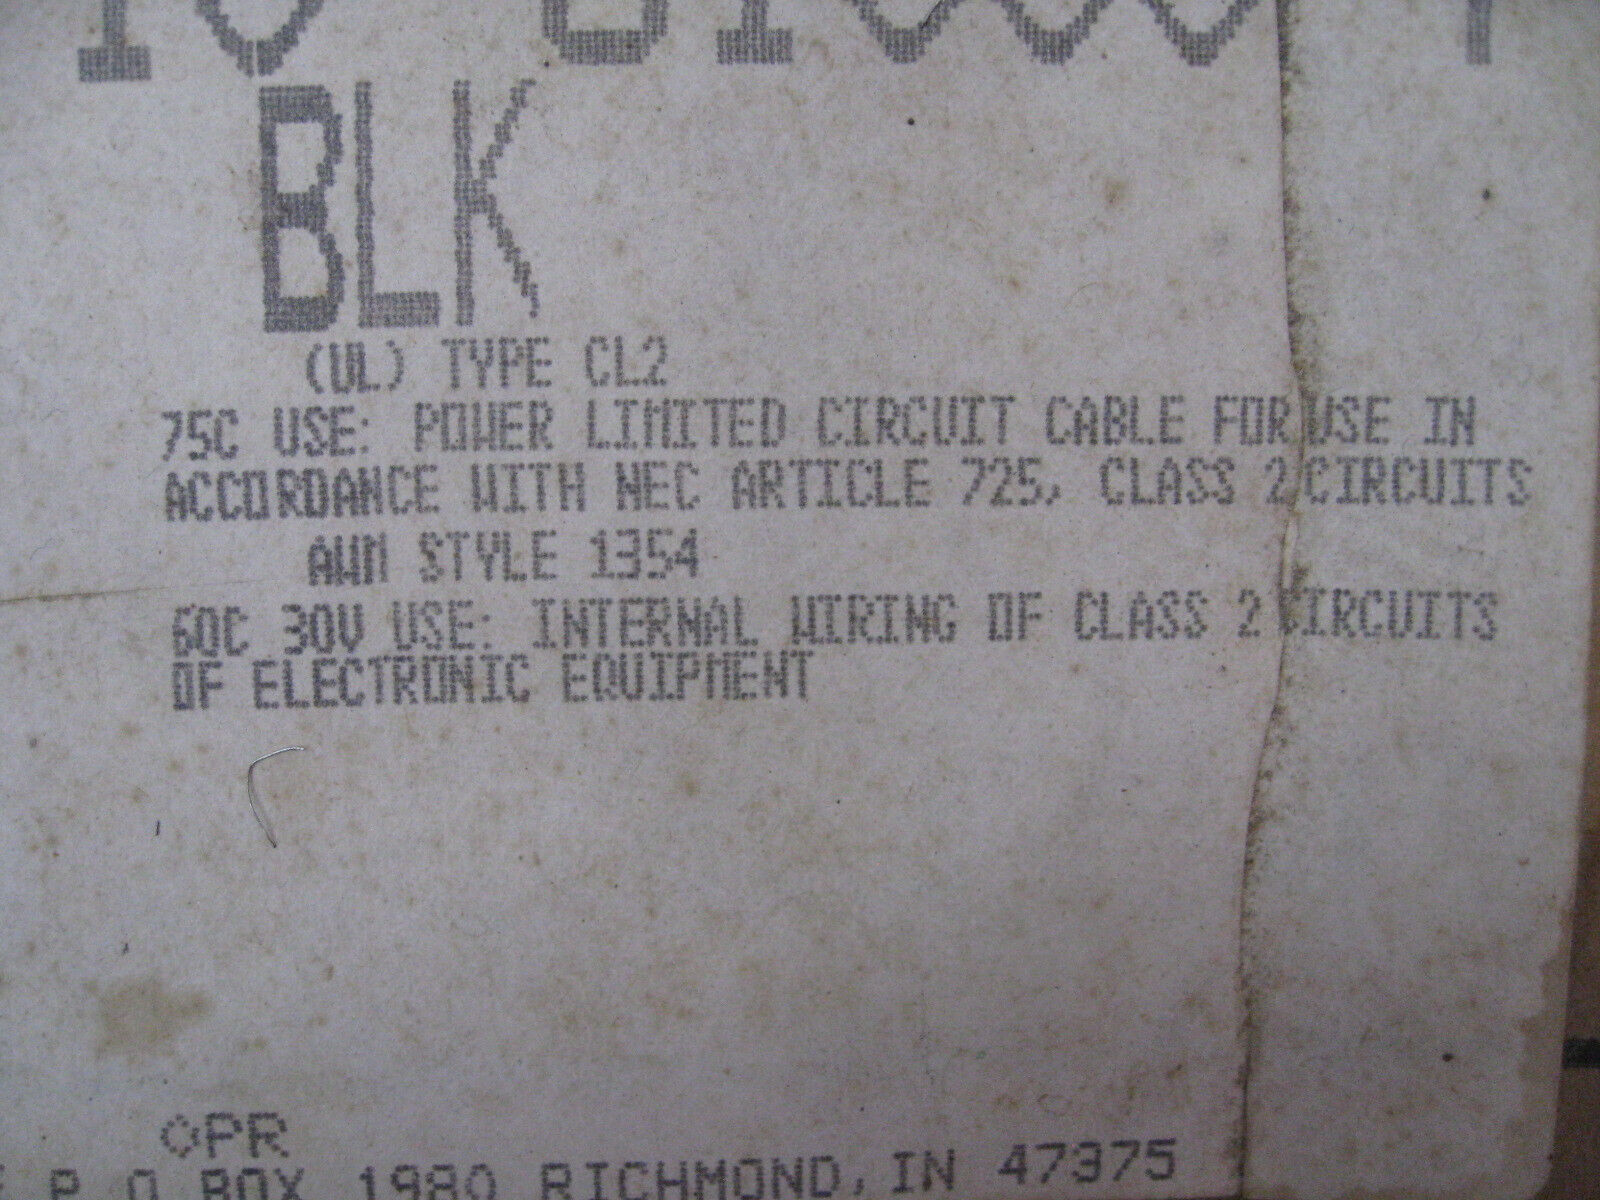 BLK
(UL) TYPE CL2
75C USE: POWER LIMITED CIRCUIT CABLE FOR USE IN
ACCORDANCE WITH NEC ARTICLE 725, CLASS 2 CIRCUITS
AWM STYLE 1354
60C 30V USE: INTERNAL WIRING OF CLASS 2 CIRCUITS
OF ELECTRONIC EQUIPMENT
◇PR
P O BOX 1980 RICHMOND, IN 47375